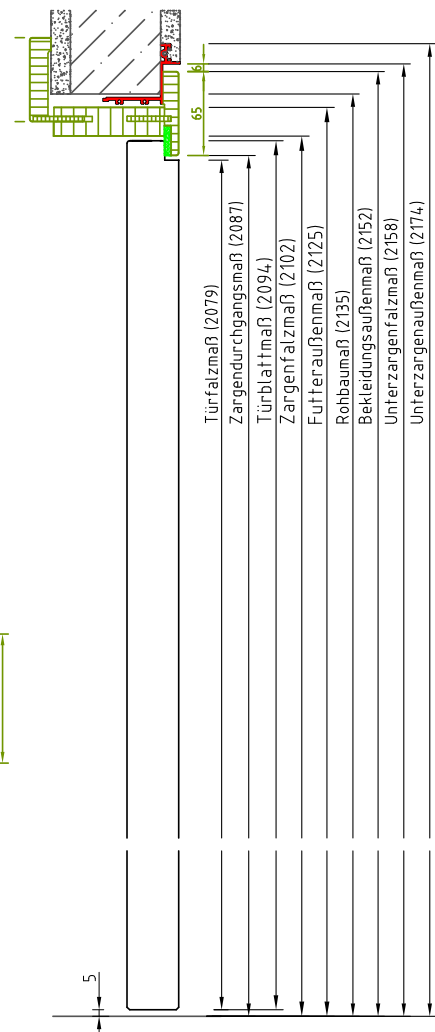 6
65
Türfalzmaß (2079)
Zargendurchgangsmaß (2087)
Türblattmaß (2094)
Zargenfalzmaß (2102)
Futteraußenmaß (2125)
Rohbaumaß (2135)
Bekleidungsaußenmaß (2152)
Unterzargenfalzmaß (2158)
Unterzargenaußenmaß (2174)
5